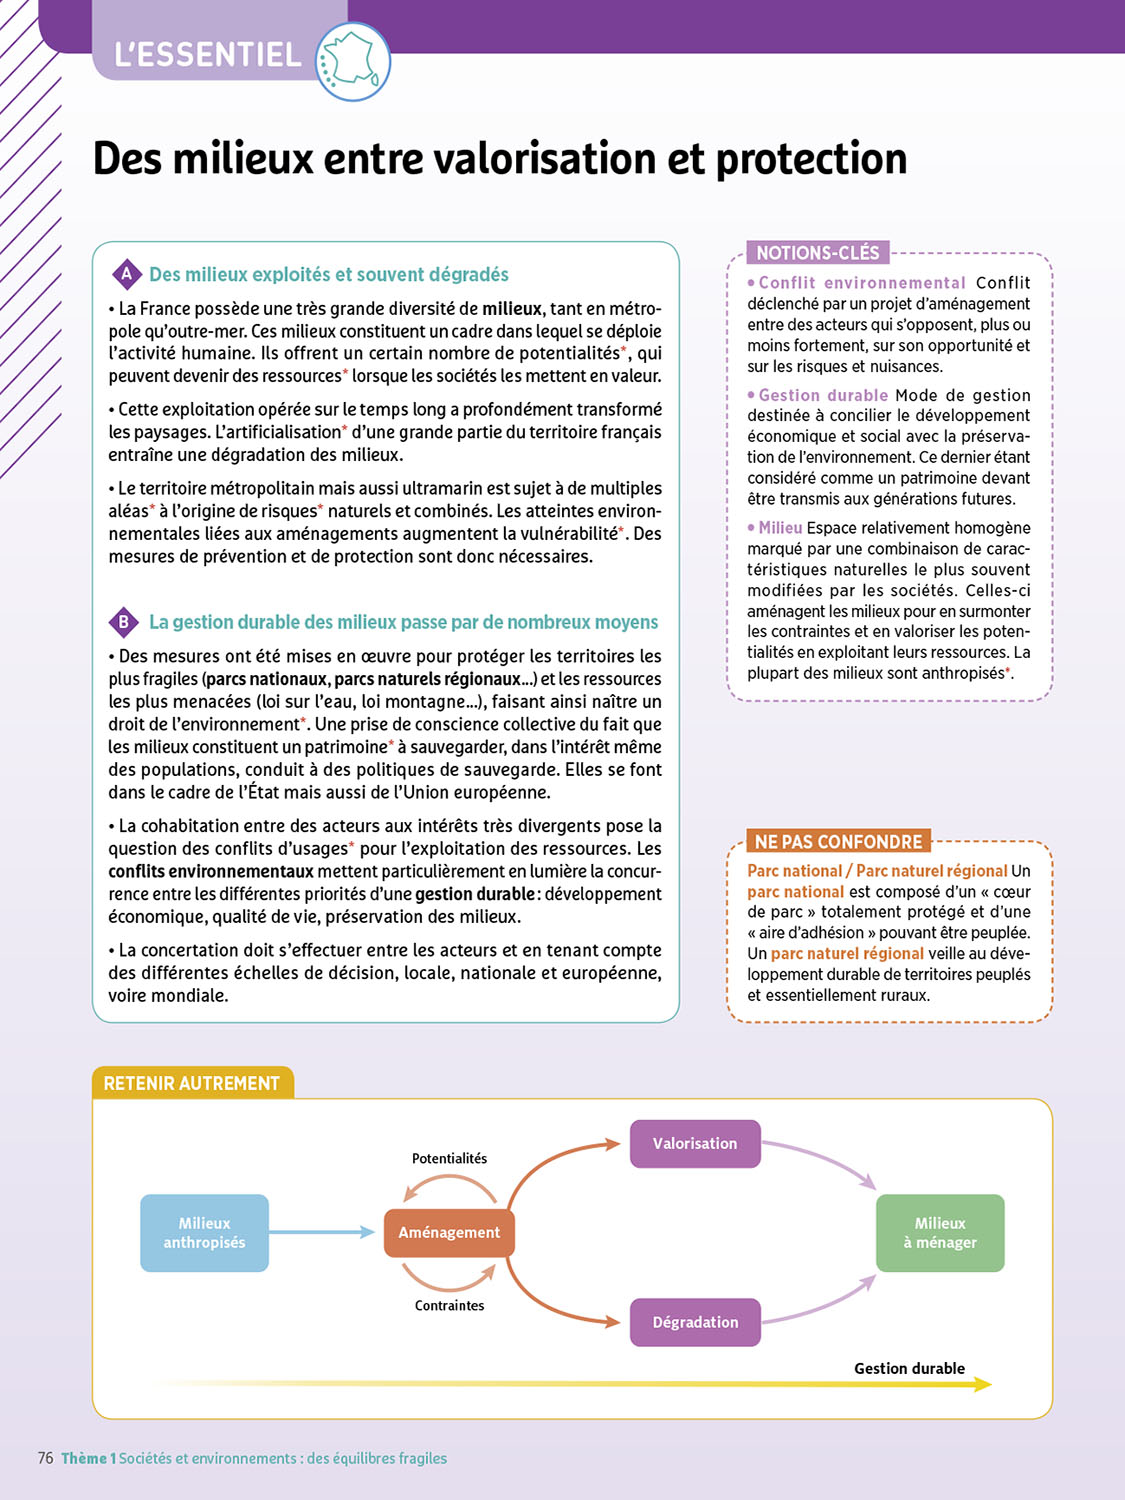 L'ESSENTIEL
Des milieux entre valorisation et protection
A Des milieux exploités et souvent dégradés
• La France possède une très grande diversité de milieux, tant en métro-
pole qu'outre-mer. Ces milieux constituent un cadre dans lequel se déploie
l'activité humaine. Ils offrent un certain nombre de potentialités*, qui
peuvent devenir des ressources* lorsque les sociétés les mettent en valeur.
• Cette exploitation opérée sur le temps long a profondément transformé
les paysages. L'artificialisation* d'une grande partie du territoire français
entraîne une dégradation des milieux.
• Le territoire métropolitain mais aussi ultramarin est sujet à de multiples
aléas* à l'origine de risques* naturels et combinés. Les atteintes environ-
nementales liées aux aménagements augmentent la vulnérabilité*. Des
mesures de prévention et de protection sont donc nécessaires.
B La gestion durable des milieux passe par de nombreux moyens
• Des mesures ont été mises en œuvre pour protéger les territoires les
plus fragiles (parcs nationaux, parcs naturels régionaux...) et les ressources
les plus menacées (loi sur l'eau, loi montagne...), faisant ainsi naître un
droit de l'environnement*. Une prise de conscience collective du fait que
les milieux constituent un patrimoine* à sauvegarder, dans l'intérêt même
des populations, conduit à des politiques de sauvegarde. Elles se font
dans le cadre de l'État mais aussi de l'Union européenne.
• La cohabitation entre des acteurs aux intérêts très divergents pose la
question des conflits d'usages* pour l'exploitation des ressources. Les
conflits environnementaux mettent particulièrement en lumière la concur-
rence entre les différentes priorités d'une gestion durable : développement
économique, qualité de vie, préservation des milieux.
• La concertation doit s'effectuer entre les acteurs et en tenant compte
des différentes échelles de décision, locale, nationale et européenne,
voire mondiale.
NOTIONS-CLÉS
• Conflit environnemental Conflit
déclenché par un projet d'aménagement
entre des acteurs qui s'opposent, plus ou
moins fortement, sur son opportunité et
sur les risques et nuisances.
• Gestion durable Mode de gestion
destinée à concilier le développement
économique et social avec la préserva-
tion de l'environnement. Ce dernier étant
considéré comme un patrimoine devant
être transmis aux générations futures.
• Milieu Espace relativement homogène
marqué par une combinaison de carac-
téristiques naturelles le plus souvent
modifiées par les sociétés. Celles-ci
aménagent les milieux pour en surmonter
les contraintes et en valoriser les poten-
tialités en exploitant leurs ressources. La
plupart des milieux sont anthropisés*.
NE PAS CONFONDRE
Parc national / Parc naturel régional Un
parc national est composé d'un « cœur
de parc » totalement protégé et d'une
« aire d'adhésion » pouvant être peuplée.
Un parc naturel régional veille au déve-
loppement durable de territoires peuplés
et essentiellement ruraux.
RETENIR AUTREMENT
Milieux
anthropisés
Potentialités
Aménagement
Contraintes
Valorisation
Dégradation
Milieux
à ménager
Gestion durable
76 Thème 1 Sociétés et environnements : des équilibres fragiles